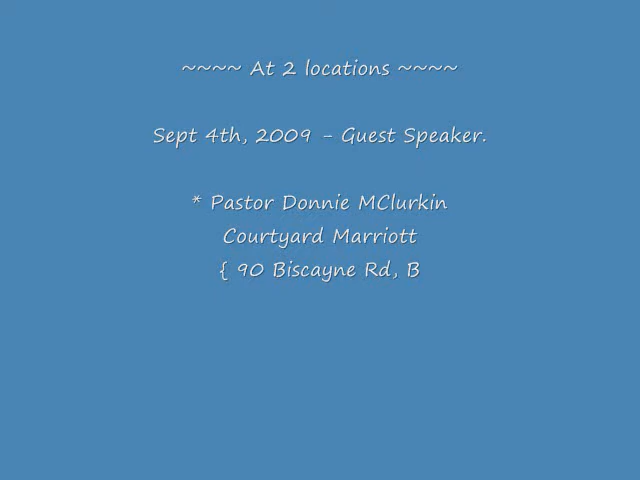 ~~~~ At 2 locations ~~~~
Sept 4th, 2009 - Guest Speaker.
* Pastor Donnie MClurkin
Courtyard Marriott
{ 90 Biscayne Rd, B